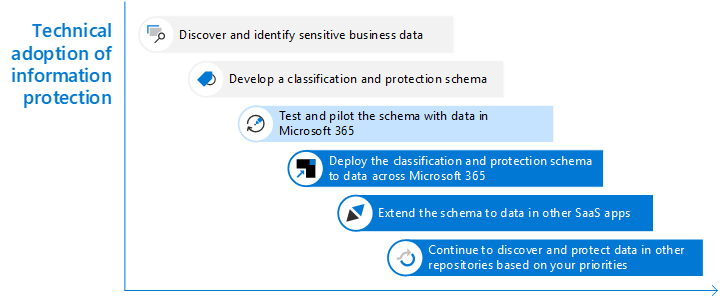 Technical
adoption of
information
protection
Discover and identify sensitive business data
Develop a classification and protection schema
Test and pilot the schema with data in
Microsoft 365
Deploy the classification and protection schema
to data across Microsoft 365
Extend the schema to data in other SaaS apps
Continue to discover and protect data in other
repositories based on your priorities